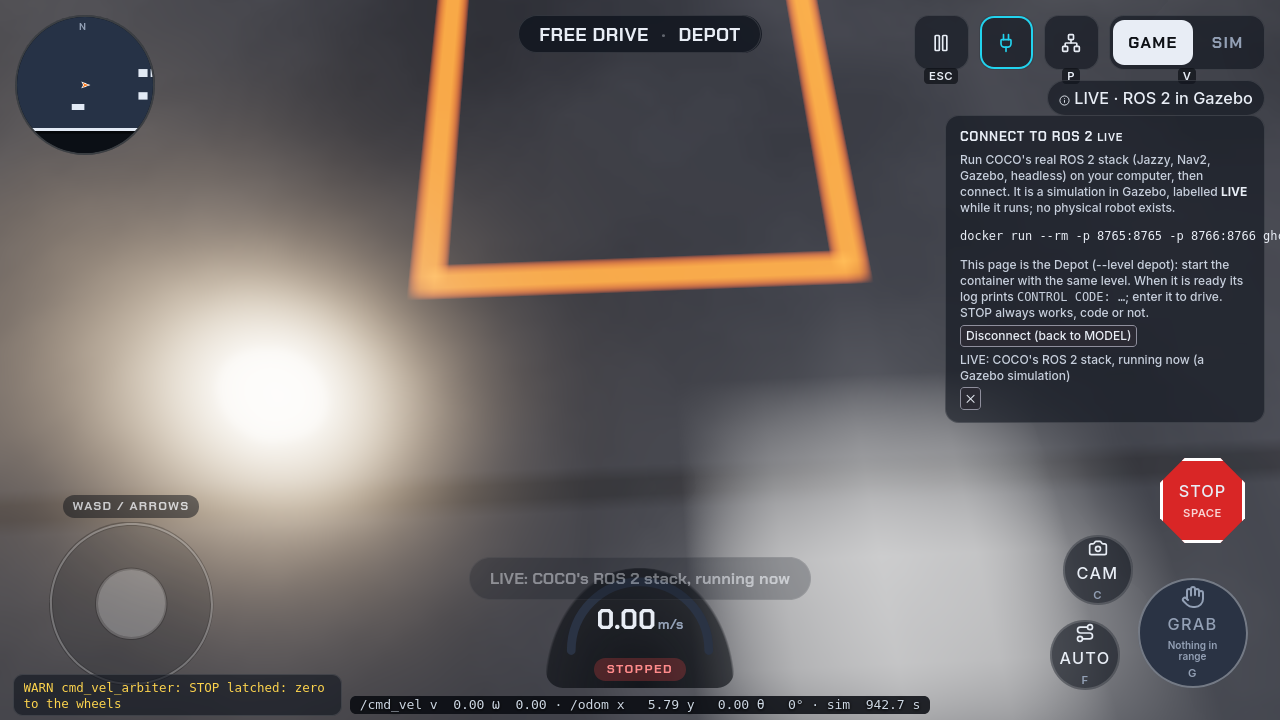 N
FREE DRIVE · DEPOT
ESC
P
GAME SIM
V
LIVE · ROS 2 in Gazebo
CONNECT TO ROS 2 LIVE
Run COCO's real ROS 2 stack (Jazzy, Nav2,
Gazebo, headless) on your computer, then
connect. It is a simulation in Gazebo, labelled LIVE
while it runs; no physical robot exists.
docker run --rm -p 8765:8765 -p 8766:8766
This page is the Depot (--level depot): start the
container with the same level. When it is ready its
log prints CONTROL CODE: …; enter it to drive.
STOP always works, code or not.
Disconnect (back to MODEL)
LIVE: COCO's ROS 2 stack, running now (a
Gazebo simulation)
STOP
SPACE
WASD / ARROWS
CAM
C
GRAB
Nothing in
range
G
AUTO
F
LIVE: COCO's ROS 2 stack, running now
0.00 m/s
STOPPED
WARN cmd_vel_arbiter: STOP latched: zero
to the wheels
/cmd_vel v 0.00 ω 0.00 · /odom x 5.79 y 0.00 θ 0° · sim 942.7 s